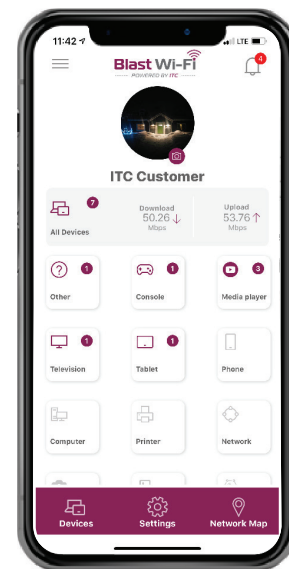 11:42
LTE
Blast Wi-Fi
POWERED BY ITC
4
ITC Customer
7
All Devices
Download
50.26
Mbps
Upload
53.76
Mbps
1
Other
1
Console
3
Media player
1
Television
1
Tablet
Phone
Computer
Printer
Network
Devices
Settings
Network Map